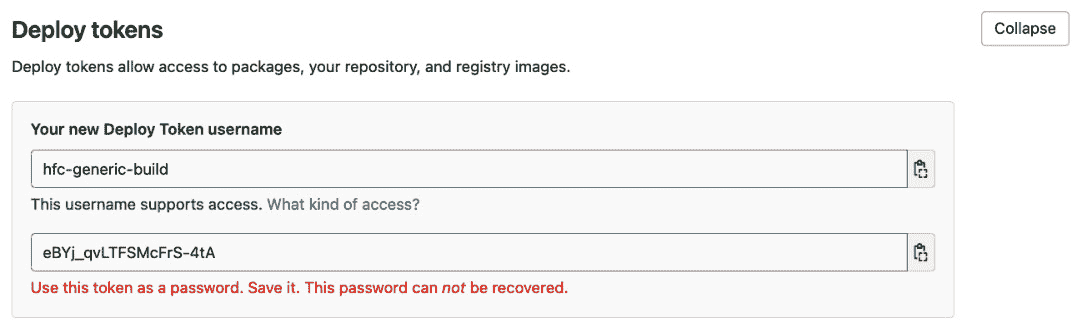 Deploy tokens
Collapse
Deploy tokens allow access to packages, your repository, and registry images.
Your new Deploy Token username
hfc-generic-build
This username supports access. What kind of access?
eBYj_qvLTFSMcFrS-4tA
Use this token as a password. Save it. This password can not be recovered.